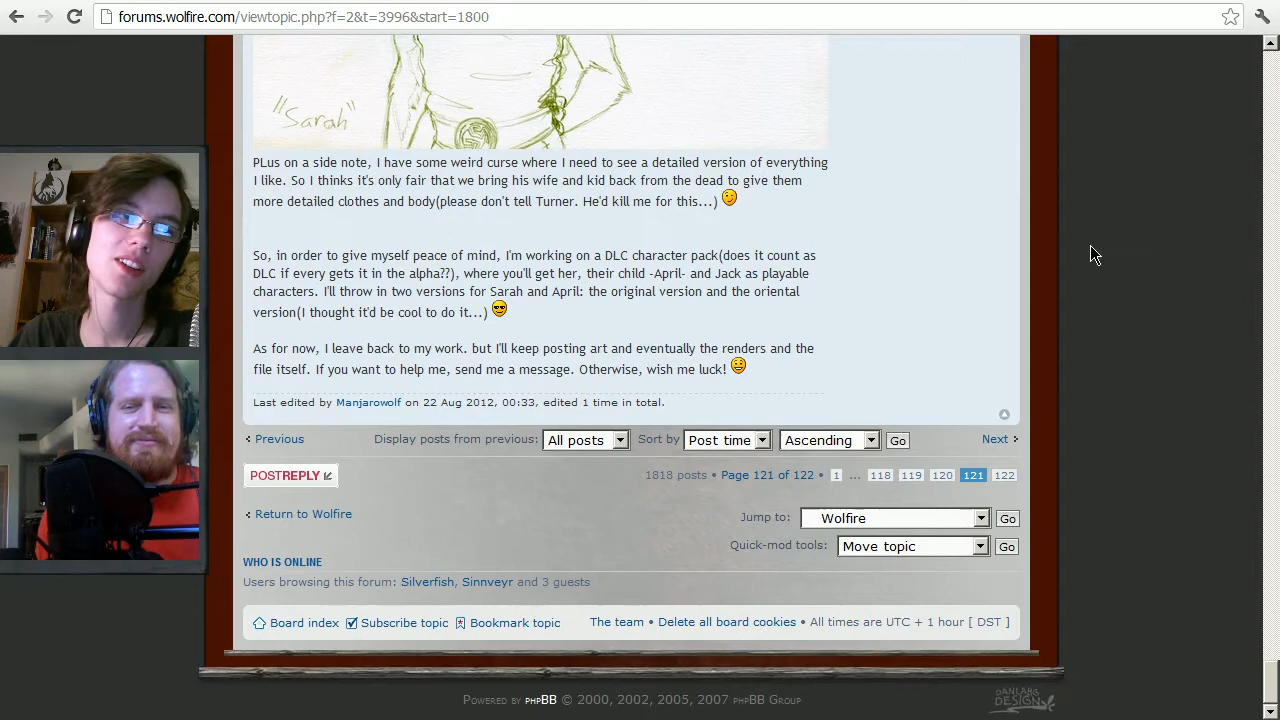 forums.wolfire.com/viewtopic.php?f=2&t=3996&start=1800
"Sarah"
PLus on a side note, I have some weird curse where I need to see a detailed version of everything
I like. So I thinks it's only fair that we bring his wife and kid back from the dead to give them
more detailed clothes and body(please don't tell Turner. He'd kill me for this...)
So, in order to give myself peace of mind, I'm working on a DLC character pack(does it count as
DLC if every gets it in the alpha??), where you'll get her, their child -April- and Jack as playable
characters. I'll throw in two versions for Sarah and April: the original version and the oriental
version(I thought it'd be cool to do it...)
As for now, I leave back to my work. but I'll keep posting art and eventually the renders and the
file itself. If you want to help me, send me a message. Otherwise, wish me luck!
Last edited by Manjarowolf on 22 Aug 2012, 00:33, edited 1 time in total.
Previous Display posts from previous: All posts Sort by Post time Ascending Go Next
POSTREPLY 1818 posts • Page 121 of 122 • 1 ... 118 119 120 121 122
Return to Wolfire Jump to: Wolfire Go
Quick-mod tools: Move topic Go
WHO IS ONLINE
Users browsing this forum: Silverfish, Sinnveyr and 3 guests
Board index Subscribe topic Bookmark topic The team • Delete all board cookies • All times are UTC + 1 hour [ DST ]
POWERED BY PHPBB © 2000, 2002, 2005, 2007 PHPBB GROUP
DANLABS
DESIGN